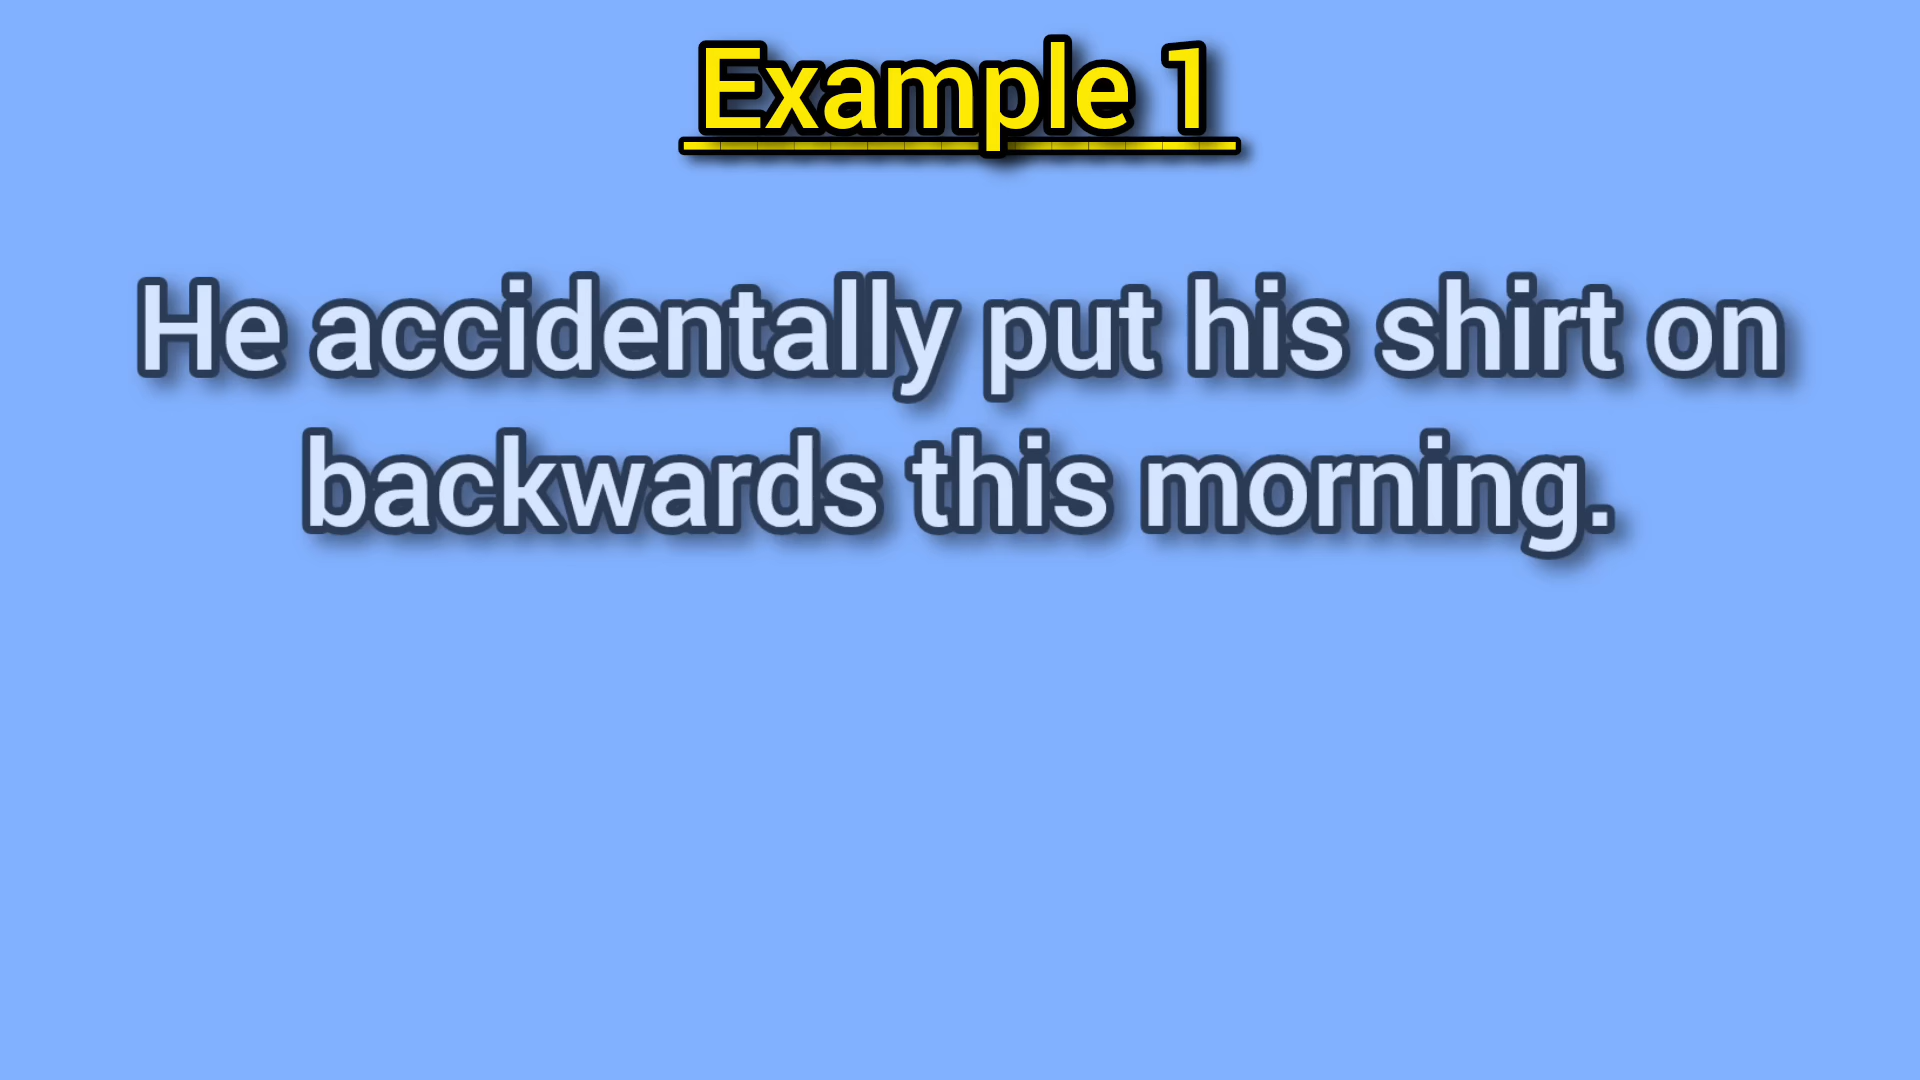 Example 1
He accidentally put his shirt on
backwards this morning.